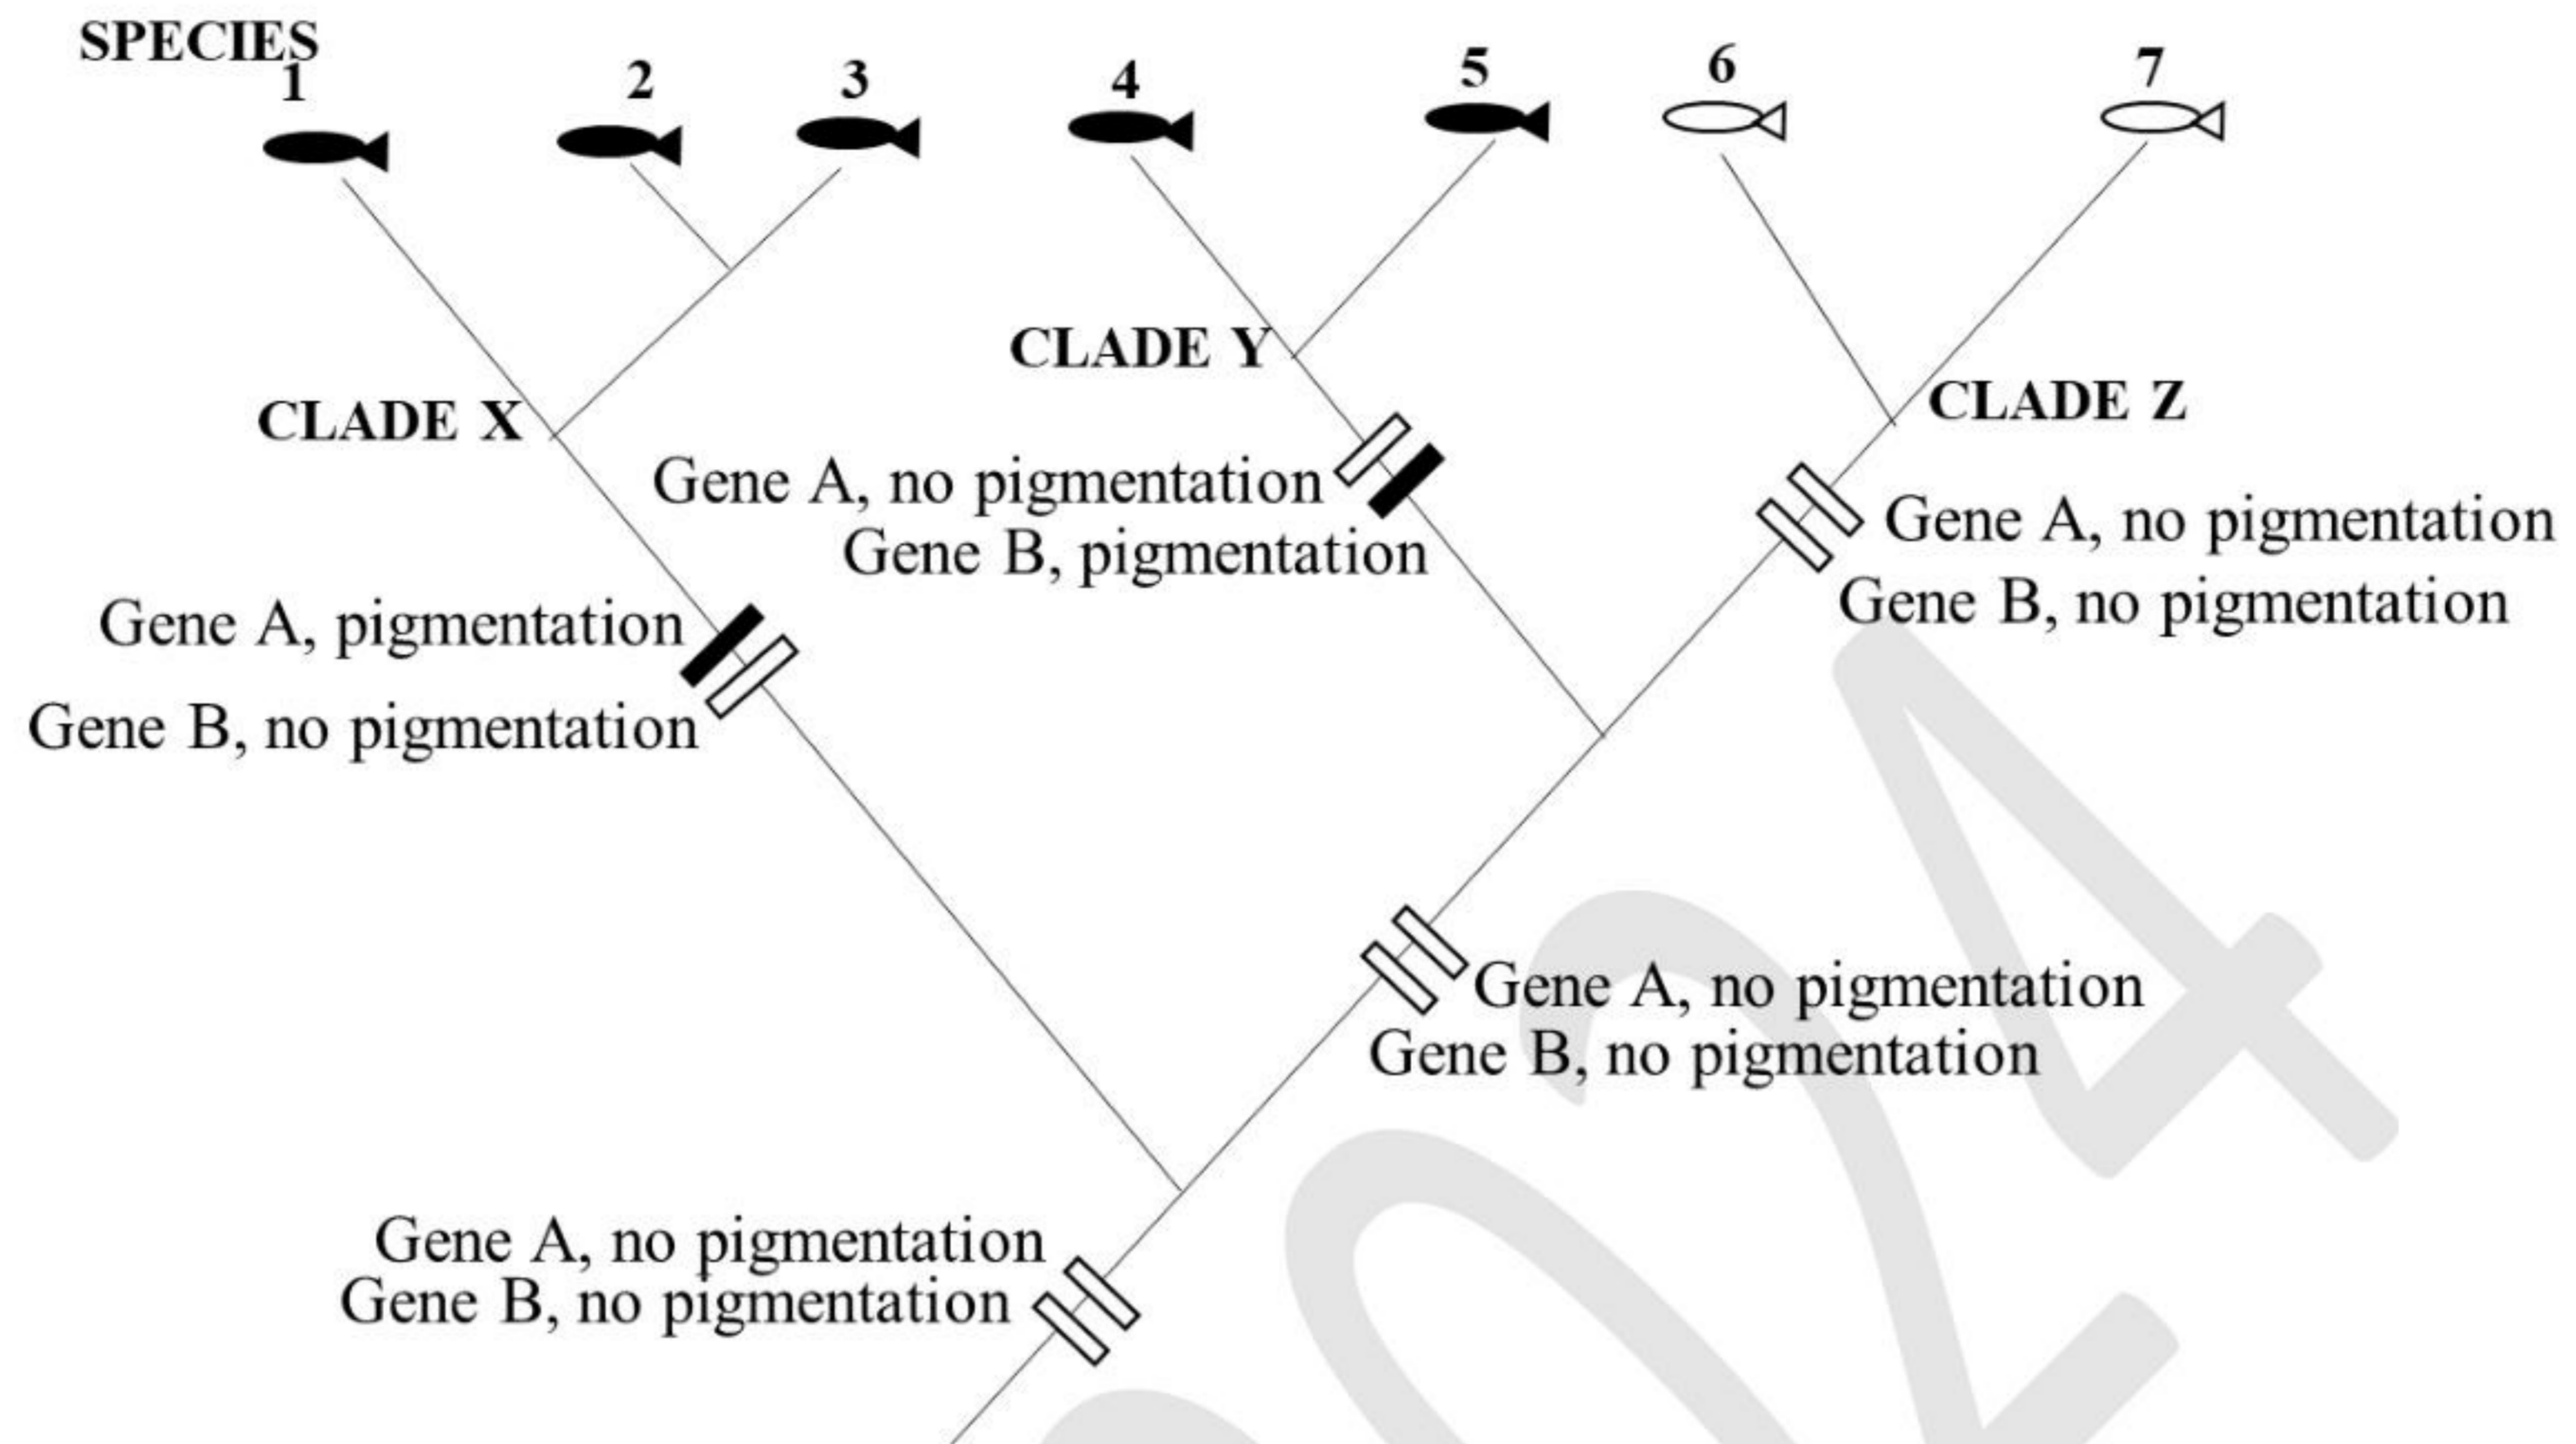 SPECIES
1 2 3 4 5 6 7
CLADE Y
CLADE X
CLADE Z
Gene A, no pigmentation
Gene B, pigmentation
Gene A, no pigmentation
Gene B, no pigmentation
Gene A, pigmentation
Gene B, no pigmentation
Gene A, no pigmentation
Gene B, no pigmentation
Gene A, no pigmentation
Gene B, no pigmentation
24